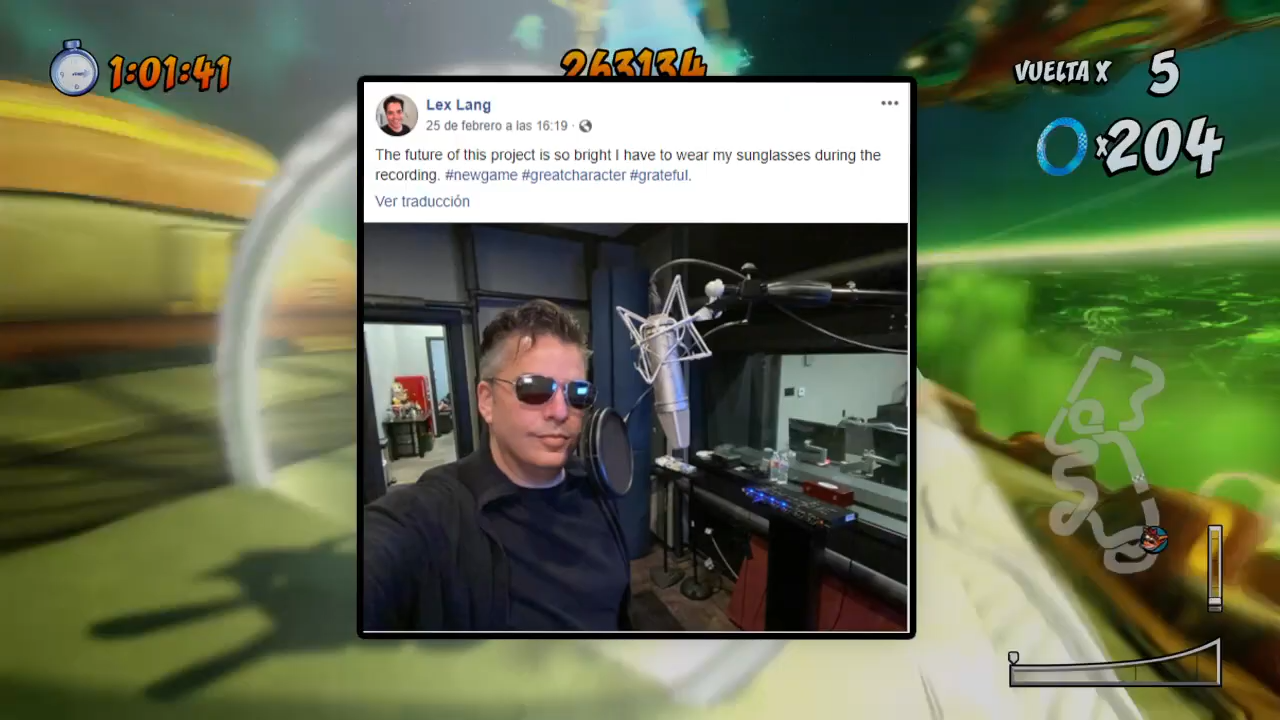 1:01:41
263134
VUELTA X 5
x204
Lex Lang
25 de febrero a las 16:19 ·
The future of this project is so bright I have to wear my sunglasses during the
recording. #newgame #greatcharacter #grateful.
Ver traducción